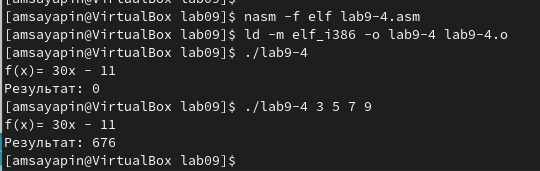 [amsayapin@VirtualBox lab09]$ nasm -f elf lab9-4.asm
[amsayapin@VirtualBox lab09]$ ld -m elf_i386 -o lab9-4 lab9-4.o
[amsayapin@VirtualBox lab09]$ ./lab9-4
f(x)= 30x - 11
Результат: 0
[amsayapin@VirtualBox lab09]$ ./lab9-4 3 5 7 9
f(x)= 30x - 11
Результат: 676
[amsayapin@VirtualBox lab09]$